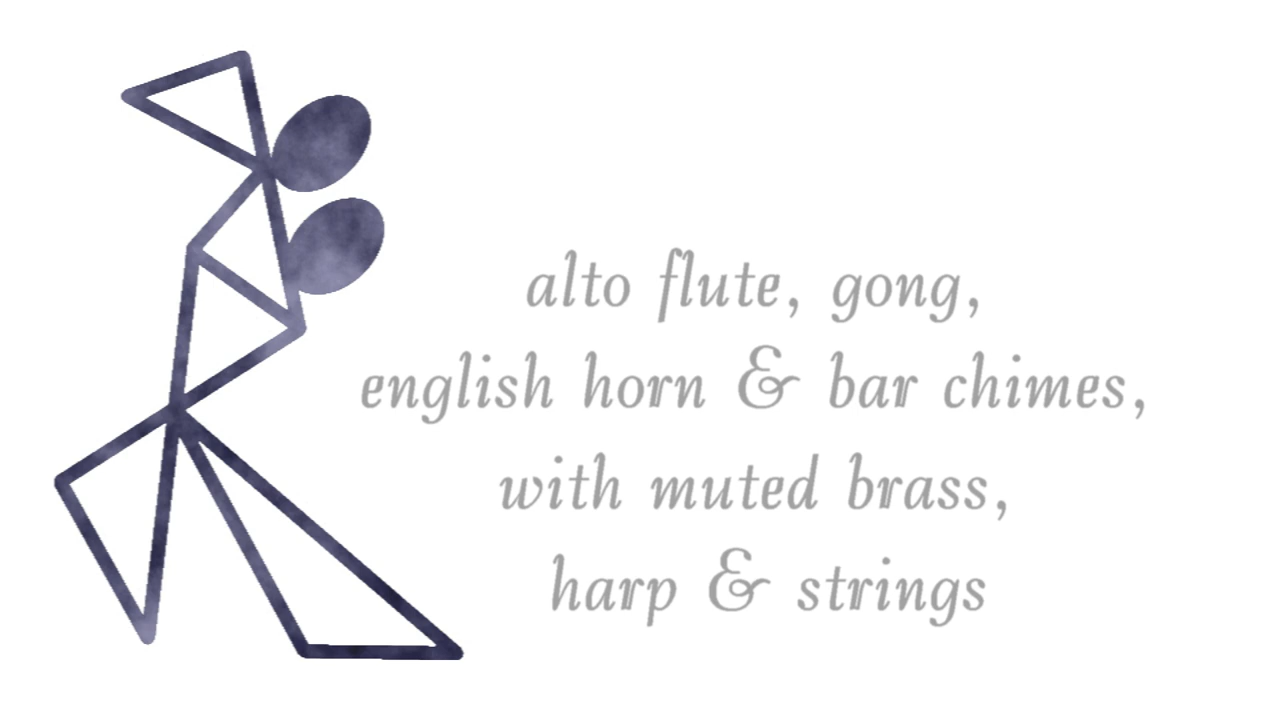 alto flute, gong,
english horn & bar chimes,
with muted brass,
harp & strings